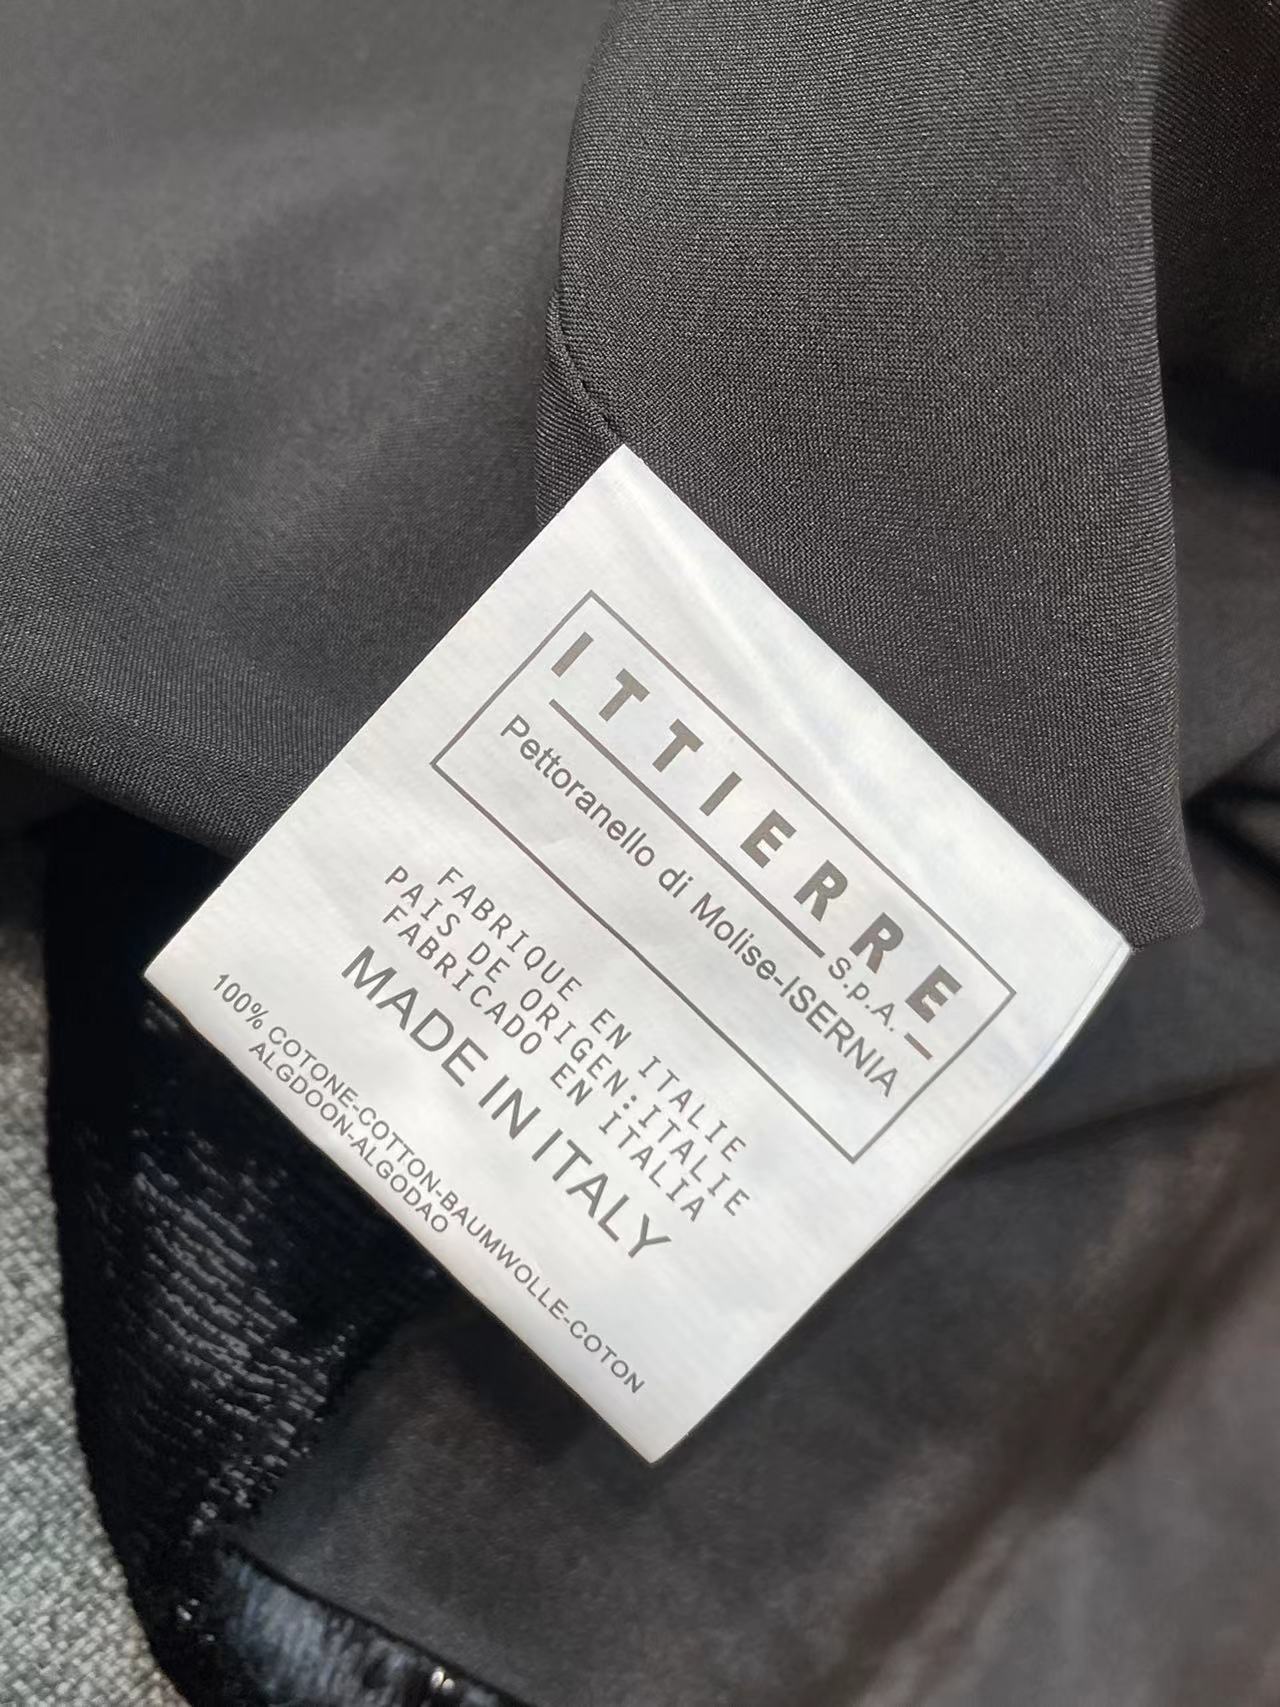 ITTIERRE
S.p.A.
Pettoranello di Molise-ISERNIA
FABRIQUE EN ITALIE
PAIS DE ORIGEN:ITALIE
FABRICADO EN ITALIA
MADE IN ITALY
100% COTONE-COTTON-BAUMWOLLE-COTON
ALGDOON-ALGODAO